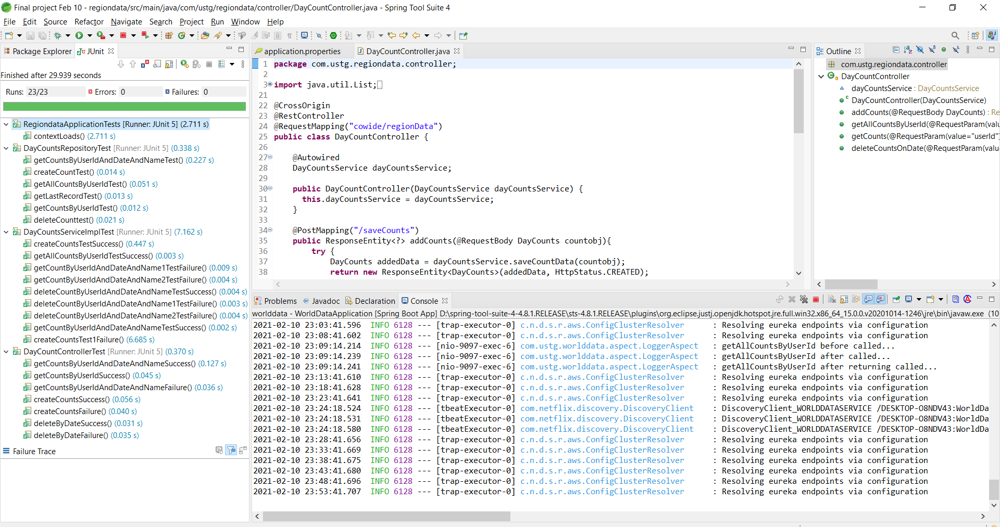 Final project Feb 10 - regiondata/src/main/java/com/ustg/regiondata/controller/DayCountController.java - Spring Tool Suite 4
File Edit Source Refactor Navigate Search Project Run Window Help
Package Explorer JUnit
Finished after 29.939 seconds
Runs: 23/23 Errors: 0 Failures: 0
RegiondataApplicationTests [Runner: JUnit 5] (2.711 s)
contextLoads() (2.711 s)
DayCountsRepositoryTest [Runner: JUnit 5] (0.338 s)
getCountsByUserIdAndDateAndNameTest() (0.227 s)
createCountTest() (0.014 s)
getAllCountsByUserIdTest() (0.051 s)
getLastRecordTest() (0.013 s)
getCountsByUserIdTest() (0.012 s)
deleteCounttest() (0.021 s)
DayCountsServiceImplTest [Runner: JUnit 5] (7.162 s)
createCountsTestSuccess() (0.447 s)
getAllCountsByUserIdTestSuccess() (0.003 s)
getCountByUserIdAndDateAndName1TestFailure() (0.009 s)
getCountByUserIdAndDateAndName2TestFailure() (0.004 s)
deleteCountByUserIdAndDateAndNameTestSuccess() (0.004 s)
deleteCountByUserIdAndDateAndName1TestFailure() (0.003 s)
deleteCountByUserIdAndDateAndName2TestFailure() (0.004 s)
getCountByUserIdAndDateAndNameTestSuccess() (0.002 s)
createCountsTest1Failure() (6.685 s)
DayCountControllerTest [Runner: JUnit 5] (0.370 s)
getCountsByUserIdAndDateAndNameSuccess() (0.127 s)
getCountsByUserIdSuccess() (0.045 s)
getCountsByUserIdAndDateAndNameFailure() (0.036 s)
createCountsSuccess() (0.056 s)
createCountsFailure() (0.040 s)
deleteByDateSuccess() (0.031 s)
deleteByDateFailure() (0.035 s)
Failure Trace
application.properties DayCountController.java
1 package com.ustg.regiondata.controller;
2
3 import java.util.List;
21
22 @CrossOrigin
23 @RestController
24 @RequestMapping("cowide/regionData")
25 public class DayCountController {
26
27 @Autowired
28 DayCountsService dayCountsService;
29
30 public DayCountController(DayCountsService dayCountsService) {
31 this.dayCountsService = dayCountsService;
32 }
33
34 @PostMapping("/saveCounts")
35 public ResponseEntity<?> addCounts(@RequestBody DayCounts countobj){
36 try {
37 DayCounts addedData = dayCountsService.saveCountData(countobj);
38 return new ResponseEntity<DayCounts>(addedData, HttpStatus.CREATED);
Outline
com.ustg.regiondata.controller
DayCountController
dayCountsService : DayCountsService
DayCountController(DayCountsService)
addCounts(@RequestBody DayCounts) : Re
getAllCountsByUserId(@RequestParam(valu
getCounts(@RequestParam(value="userId")
deleteCountsOnDate(@RequestParam(valu
Problems @ Javadoc Declaration Console
worlddata - WorldDataApplication [Spring Boot App] D:\spring-tool-suite-4-4.8.1.RELEASE\sts-4.8.1.RELEASE\plugins\org.eclipse.justj.openjdk.hotspot.jre.full.win32.x86_64_15.0.0.v20201014-1246\jre\bin\javaw.exe (10
2021-02-10 23:03:41.596 INFO 6128 --- [trap-executor-0] c.n.d.s.r.aws.ConfigClusterResolver : Resolving eureka endpoints via configuration
2021-02-10 23:08:41.602 INFO 6128 --- [trap-executor-0] c.n.d.s.r.aws.ConfigClusterResolver : Resolving eureka endpoints via configuration
2021-02-10 23:09:14.214 INFO 6128 --- [nio-9097-exec-6] com.ustg.worlddata.aspect.LoggerAspect : getAllCountsByUserId before called...
2021-02-10 23:09:14.239 INFO 6128 --- [nio-9097-exec-6] com.ustg.worlddata.aspect.LoggerAspect : getAllCountsByUserId after called...
2021-02-10 23:09:14.241 INFO 6128 --- [nio-9097-exec-6] com.ustg.worlddata.aspect.LoggerAspect : getAllCountsByUserId after returning called...
2021-02-10 23:13:41.610 INFO 6128 --- [trap-executor-0] c.n.d.s.r.aws.ConfigClusterResolver : Resolving eureka endpoints via configuration
2021-02-10 23:18:41.628 INFO 6128 --- [trap-executor-0] c.n.d.s.r.aws.ConfigClusterResolver : Resolving eureka endpoints via configuration
2021-02-10 23:23:41.641 INFO 6128 --- [trap-executor-0] c.n.d.s.r.aws.ConfigClusterResolver : Resolving eureka endpoints via configuration
2021-02-10 23:24:18.524 INFO 6128 --- [tbeatExecutor-0] com.netflix.discovery.DiscoveryClient : DiscoveryClient_WORLDDATASERVICE /DESKTOP-O8NDV43:WorldDa
2021-02-10 23:24:18.531 INFO 6128 --- [tbeatExecutor-0] com.netflix.discovery.DiscoveryClient : DiscoveryClient_WORLDDATASERVICE /DESKTOP-O8NDV43:WorldDa
2021-02-10 23:24:18.580 INFO 6128 --- [tbeatExecutor-0] com.netflix.discovery.DiscoveryClient : DiscoveryClient_WORLDDATASERVICE /DESKTOP-O8NDV43:WorldDa
2021-02-10 23:28:41.656 INFO 6128 --- [trap-executor-0] c.n.d.s.r.aws.ConfigClusterResolver : Resolving eureka endpoints via configuration
2021-02-10 23:33:41.669 INFO 6128 --- [trap-executor-0] c.n.d.s.r.aws.ConfigClusterResolver : Resolving eureka endpoints via configuration
2021-02-10 23:38:41.675 INFO 6128 --- [trap-executor-0] c.n.d.s.r.aws.ConfigClusterResolver : Resolving eureka endpoints via configuration
2021-02-10 23:43:41.680 INFO 6128 --- [trap-executor-0] c.n.d.s.r.aws.ConfigClusterResolver : Resolving eureka endpoints via configuration
2021-02-10 23:48:41.696 INFO 6128 --- [trap-executor-0] c.n.d.s.r.aws.ConfigClusterResolver : Resolving eureka endpoints via configuration
2021-02-10 23:53:41.707 INFO 6128 --- [trap-executor-0] c.n.d.s.r.aws.ConfigClusterResolver : Resolving eureka endpoints via configuration